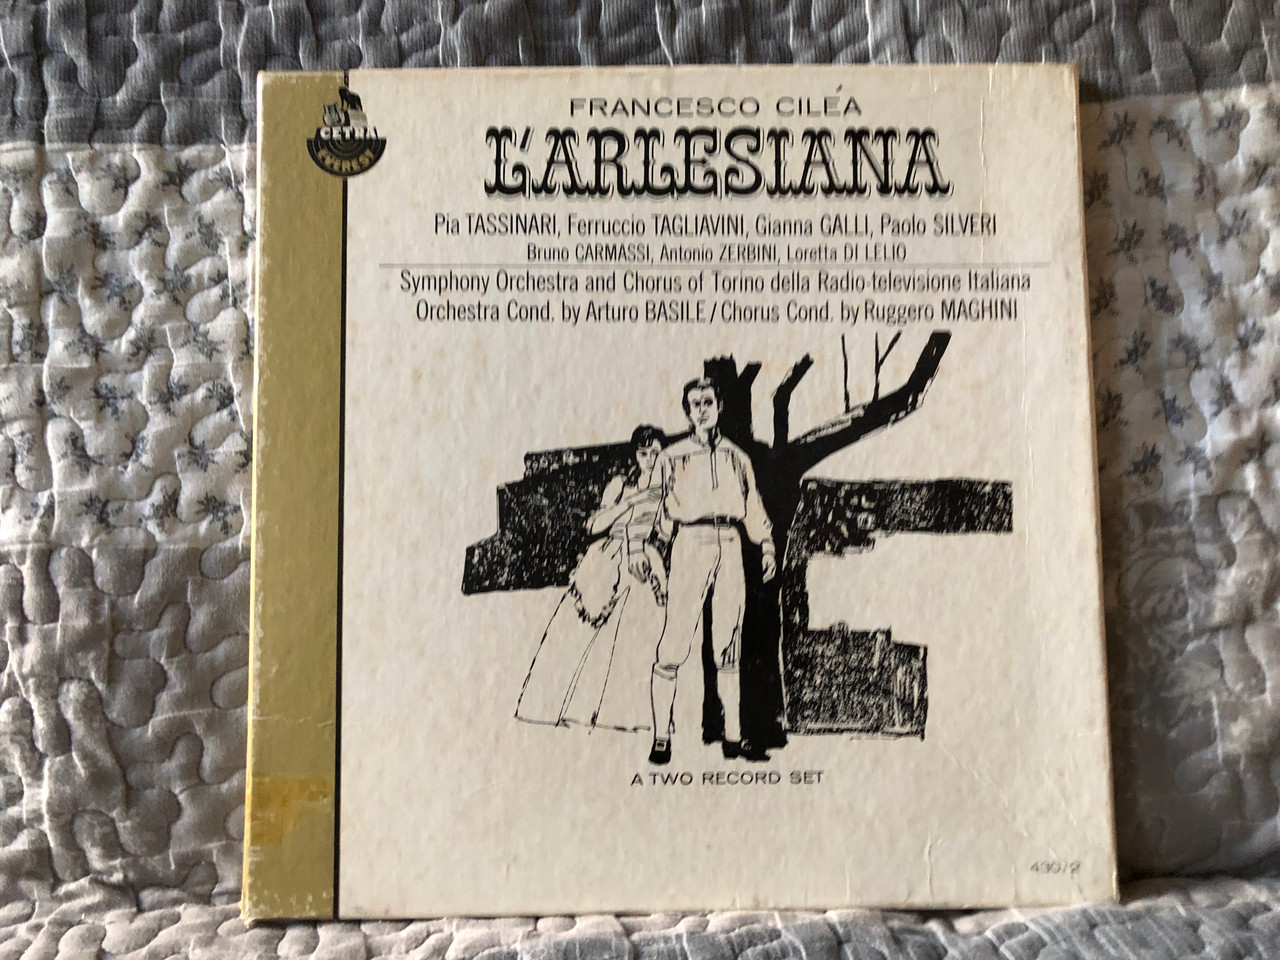 CETRA
EVEREST
FRANCESCO CILÉA
L'ARLESIANA
Pia TASSINARI, Ferruccio TAGLIAVINI, Gianna GALLI, Paolo SILVERI
Bruno CARMASSI, Antonio ZERBINI, Loretta DI LELIO
Symphony Orchestra and Chorus of Torino della Radio-televisione Italiana
Orchestra Cond. by Arturo BASILE / Chorus Cond. by Ruggero MAGHINI
A TWO RECORD SET
430/2